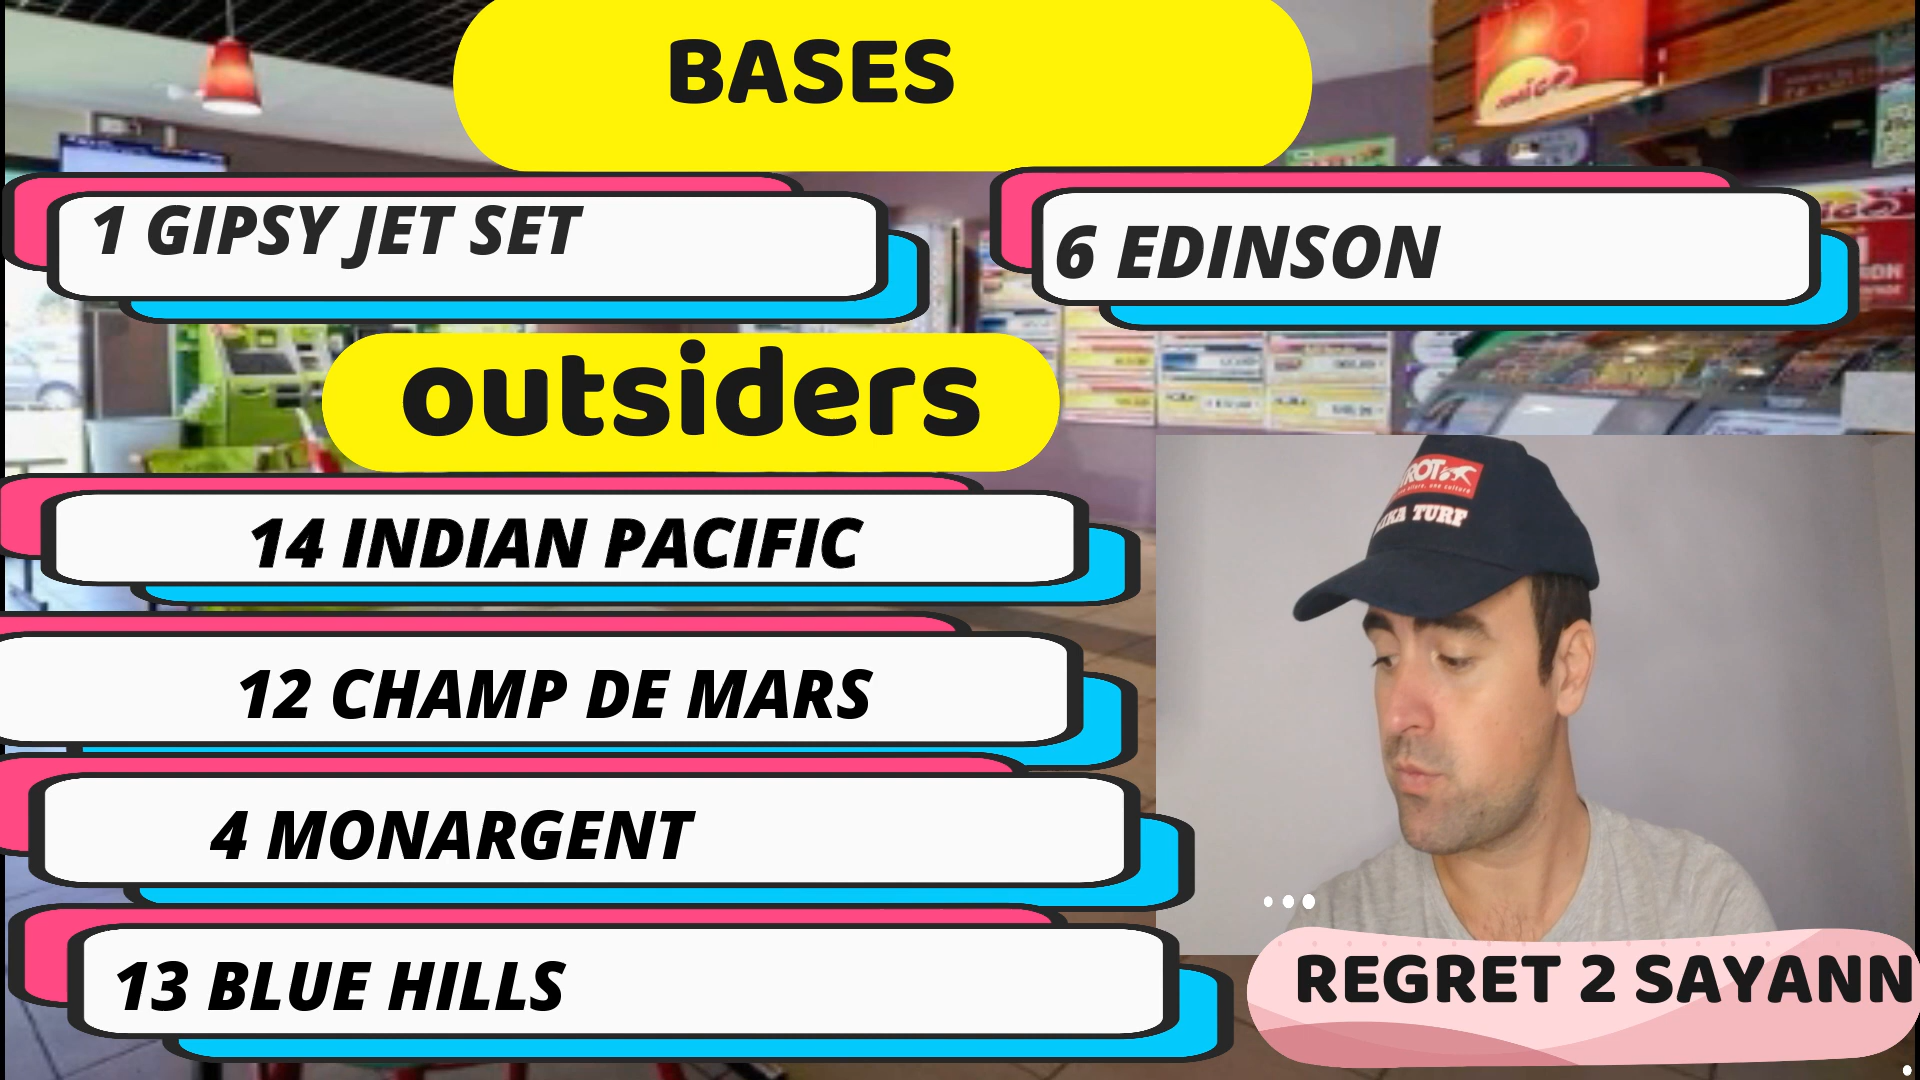 BASES
1 GIPSY JET SET
6 EDINSON
outsiders
14 INDIAN PACIFIC
12 CHAMP DE MARS
4 MONARGENT
13 BLUE HILLS
TURF
REGRET 2 SAYANN